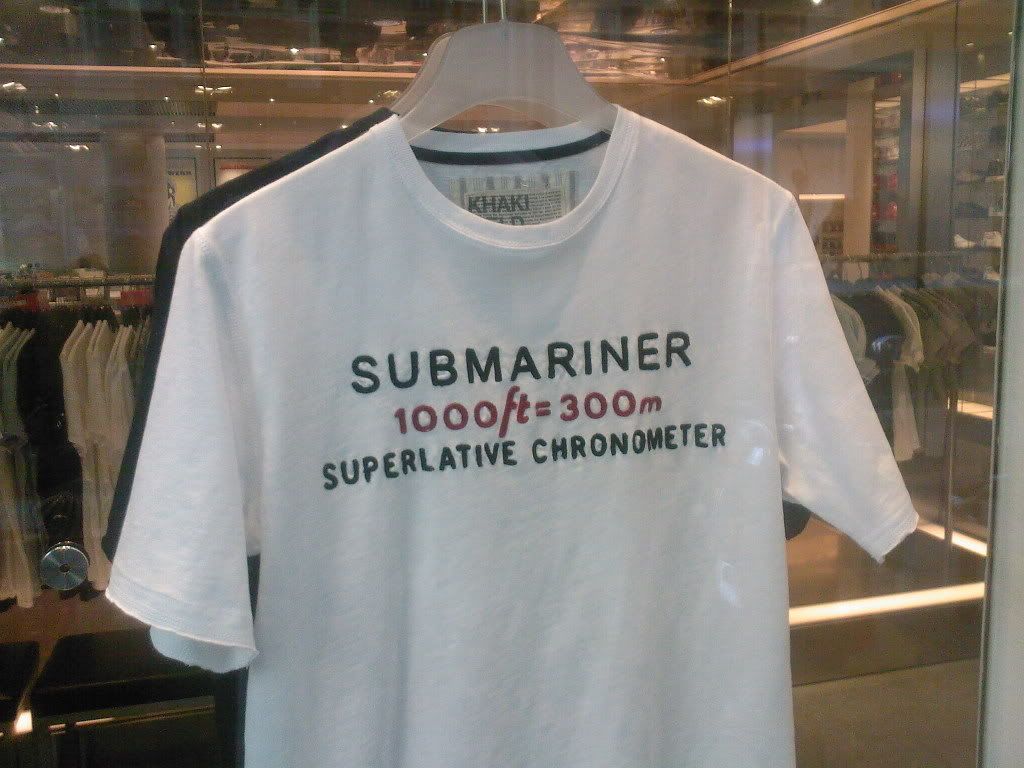 KHAKI
SUBMARINER
1000ft=300m
SUPERLATIVE CHRONOMETER